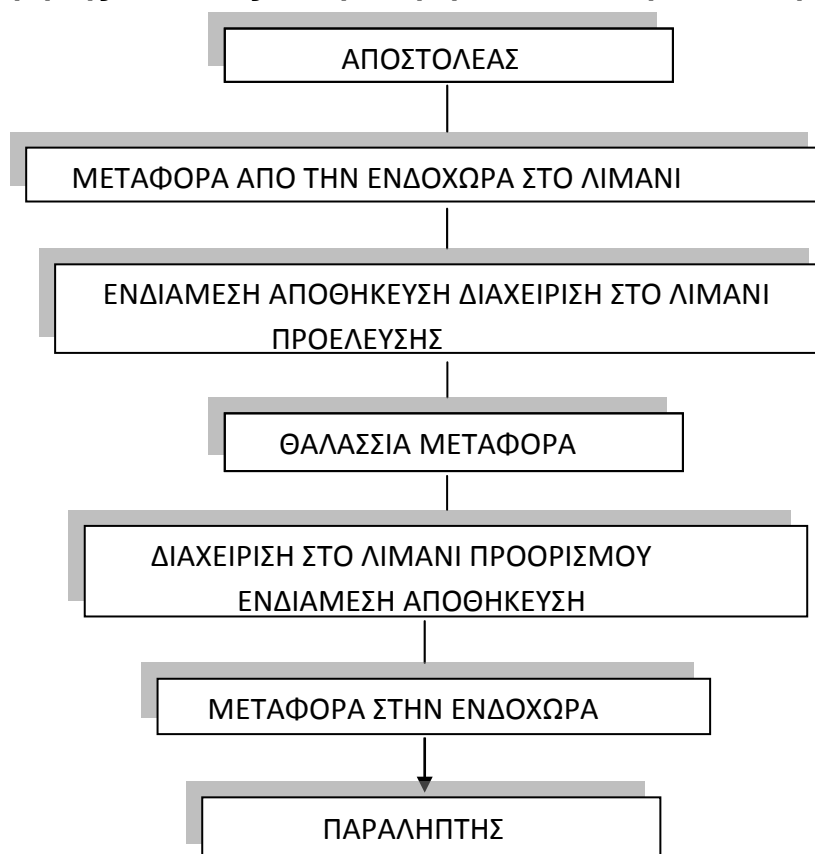 ΑΠΟΣΤΟΛΕΑΣ
ΜΕΤΑΦΟΡΑ ΑΠΟ ΤΗΝ ΕΝΔΟΧΩΡΑ ΣΤΟ ΛΙΜΑΝΙ
ΕΝΔΙΑΜΕΣΗ ΑΠΟΘΗΚΕΥΣΗ ΔΙΑΧΕΙΡΙΣΗ ΣΤΟ ΛΙΜΑΝΙ
ΠΡΟΕΛΕΥΣΗΣ
ΘΑΛΑΣΣΙΑ ΜΕΤΑΦΟΡΑ
ΔΙΑΧΕΙΡΙΣΗ ΣΤΟ ΛΙΜΑΝΙ ΠΡΟΟΡΙΣΜΟΥ
ΕΝΔΙΑΜΕΣΗ ΑΠΟΘΗΚΕΥΣΗ
ΜΕΤΑΦΟΡΑ ΣΤΗΝ ΕΝΔΟΧΩΡΑ
ΠΑΡΑΛΗΠΤΗΣ